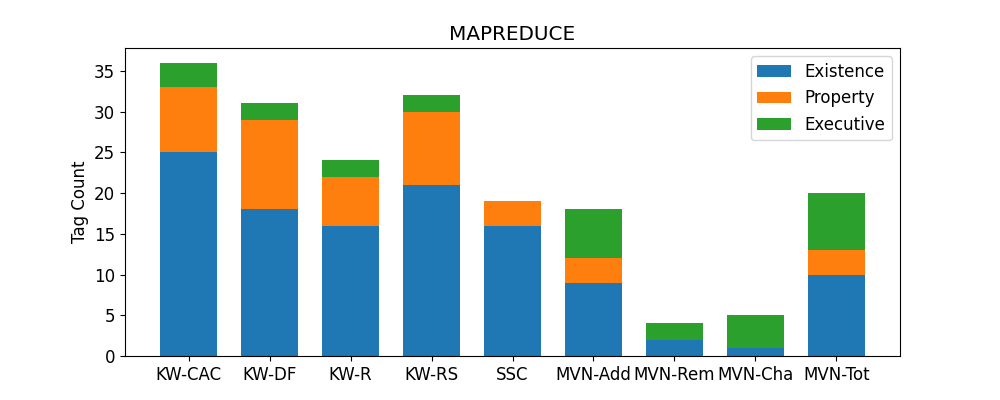 MAPREDUCE
Tag Count
35
30
25
20
15
10
5
0
Existence
Property
Executive
KW-CAC KW-DF KW-R KW-RS SSC MVN-Add MVN-Rem MVN-Cha MVN-Tot